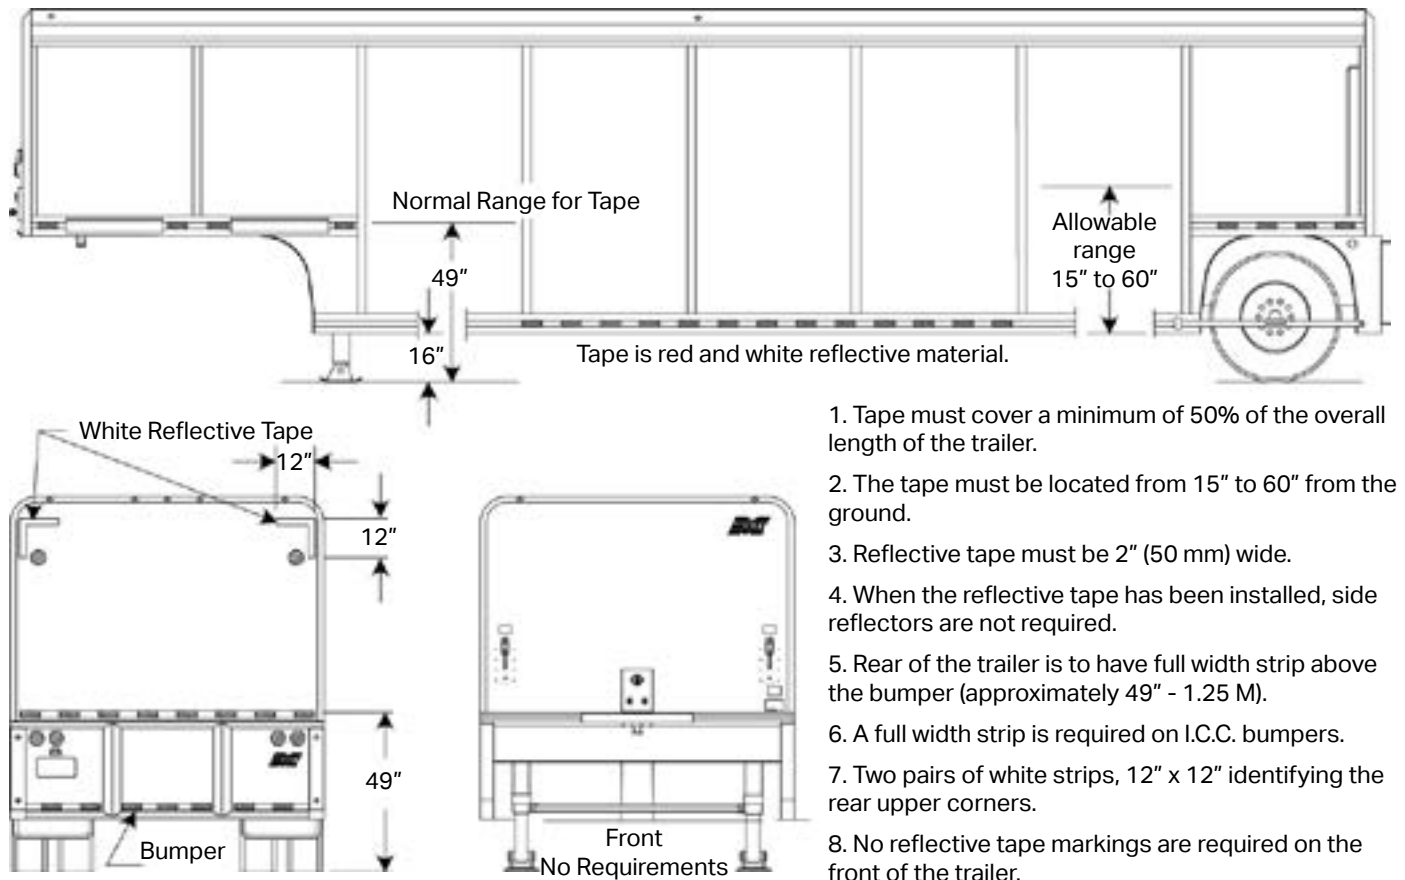 Normal Range for Tape
49"
16"
Allowable
range
15" to 60"
Tape is red and white reflective material.
White Reflective Tape
12"
12"
49"
Bumper
Front
No Requirements
1. Tape must cover a minimum of 50% of the overall
length of the trailer.
2. The tape must be located from 15" to 60" from the
ground.
3. Reflective tape must be 2" (50 mm) wide.
4. When the reflective tape has been installed, side
reflectors are not required.
5. Rear of the trailer is to have full width strip above
the bumper (approximately 49" - 1.25 M).
6. A full width strip is required on I.C.C. bumpers.
7. Two pairs of white strips, 12" x 12" identifying the
rear upper corners.
8. No reflective tape markings are required on the
front of the trailer.